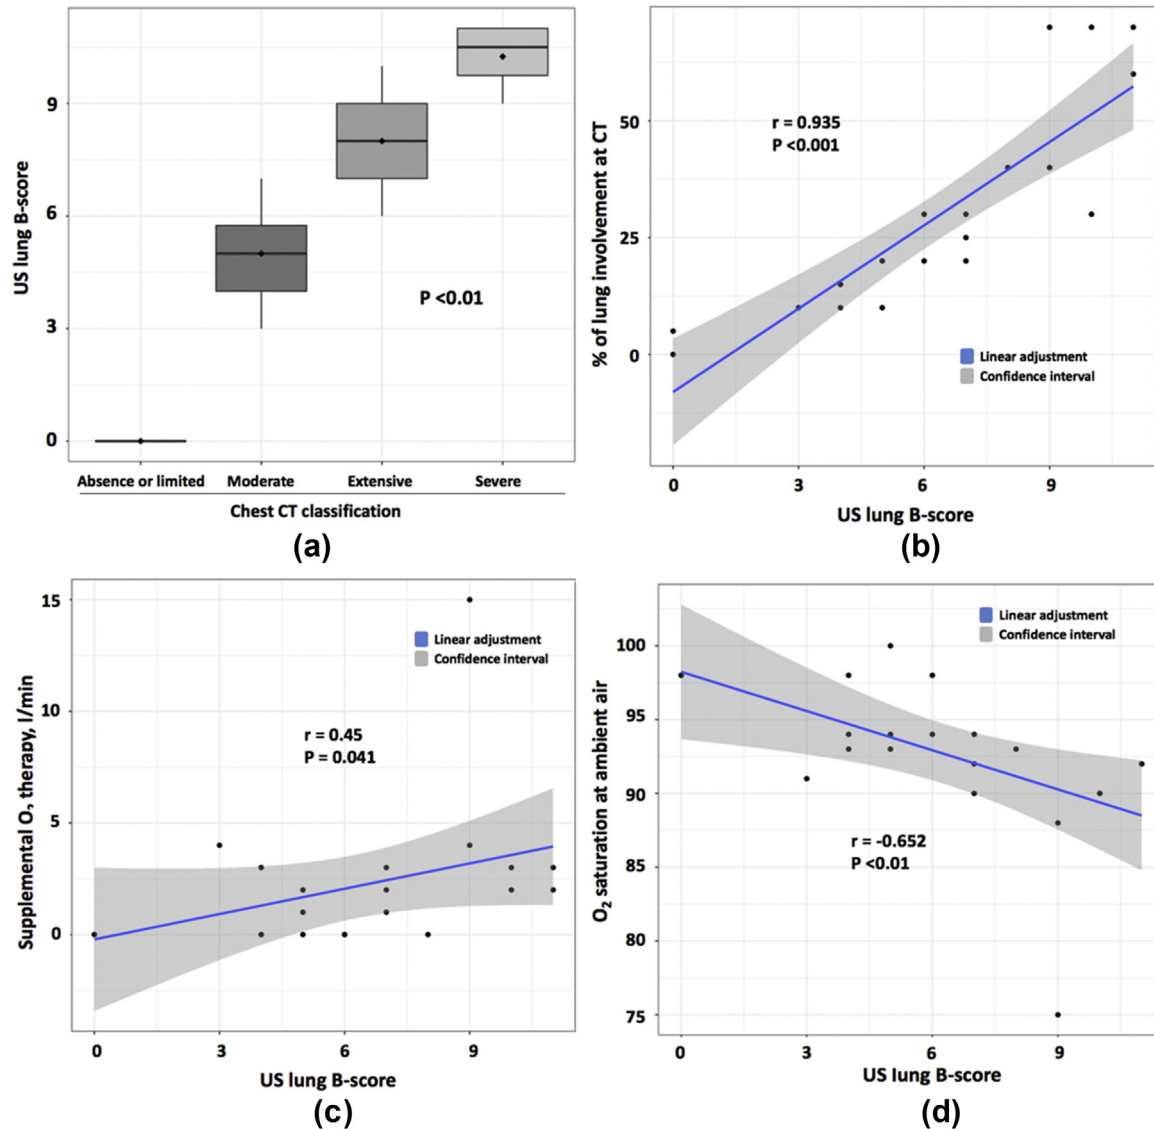 US lung B-score
9
6
3
0
P <0.01
Absence or limited Moderate Extensive Severe
Chest CT classification
(a)
% of lung involvement at CT
50
25
0
r = 0.935
P <0.001
Linear adjustment
Confidence interval
0 3 6 9
US lung B-score
(b)
Supplemental O2 therapy, l/min
15
10
5
0
Linear adjustment
Confidence interval
r = 0.45
P = 0.041
0 3 6 9
US lung B-score
(c)
O2 saturation at ambient air
100
95
90
85
80
75
Linear adjustment
Confidence interval
r = -0.652
P <0.01
0 3 6 9
US lung B-score
(d)